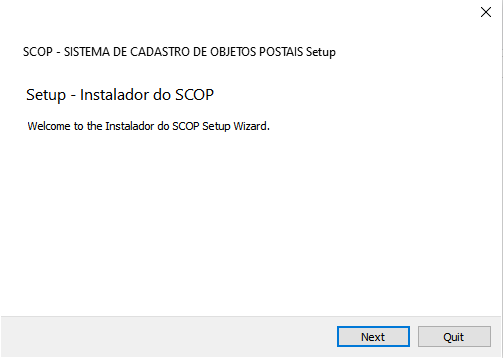 SCOP - SISTEMA DE CADASTRO DE OBJETOS POSTAIS Setup
Setup - Instalador do SCOP
Welcome to the Instalador do SCOP Setup Wizard.
Next Quit